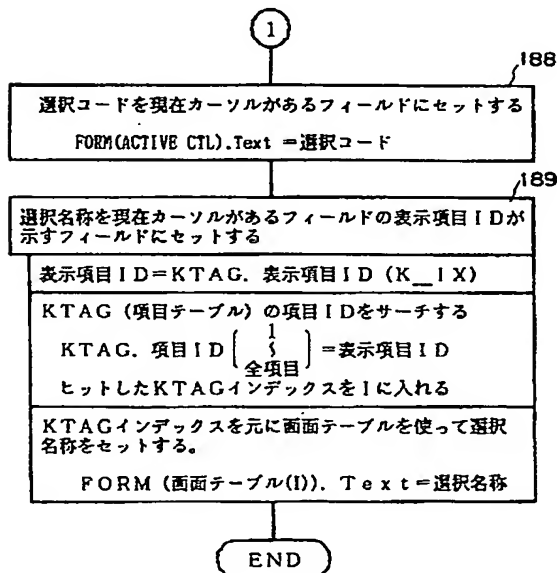 1
188
選択コードを現在カーソルがあるフィールドにセットする
FORM(ACTIVE CTL).Text =選択コード
189
選択名称を現在カーソルがあるフィールドの表示項目IDが
示すフィールドにセットする
表示項目ID=KTAG. 表示項目ID (K__IX)
KTAG (項目テーブル) の項目IDをサーチする
1
KTAG. 項目ID ( ∫ ) =表示項目ID
全項目
ヒットしたKTAGインデックスをIに入れる
KTAGインデックスを元に画面テーブルを使って選択
名称をセットする。
FORM (画面テーブル(I)). Text=選択名称
END